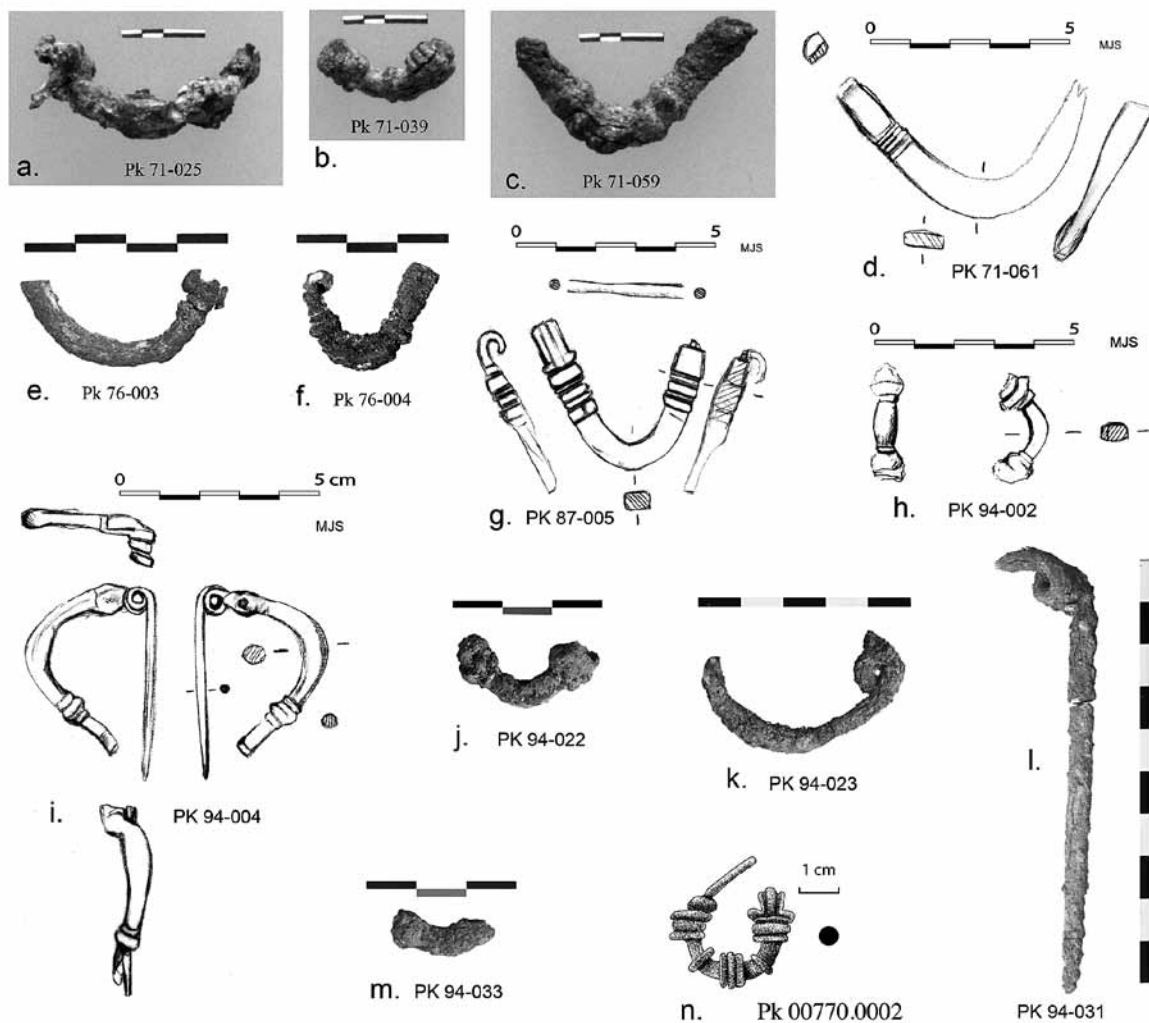 a. Pk 71-025
b. Pk 71-039
c. Pk 71-059
0 5 MJS
d. PK 71-061
e. Pk 76-003
f. Pk 76-004
0 5 MJS
g. PK 87-005
0 5 MJS
h. PK 94-002
0 5 cm
MJS
i. PK 94-004
j. PK 94-022
k. PK 94-023
l.
m. PK 94-033
1 cm
n. Pk 00770.0002
PK 94-031